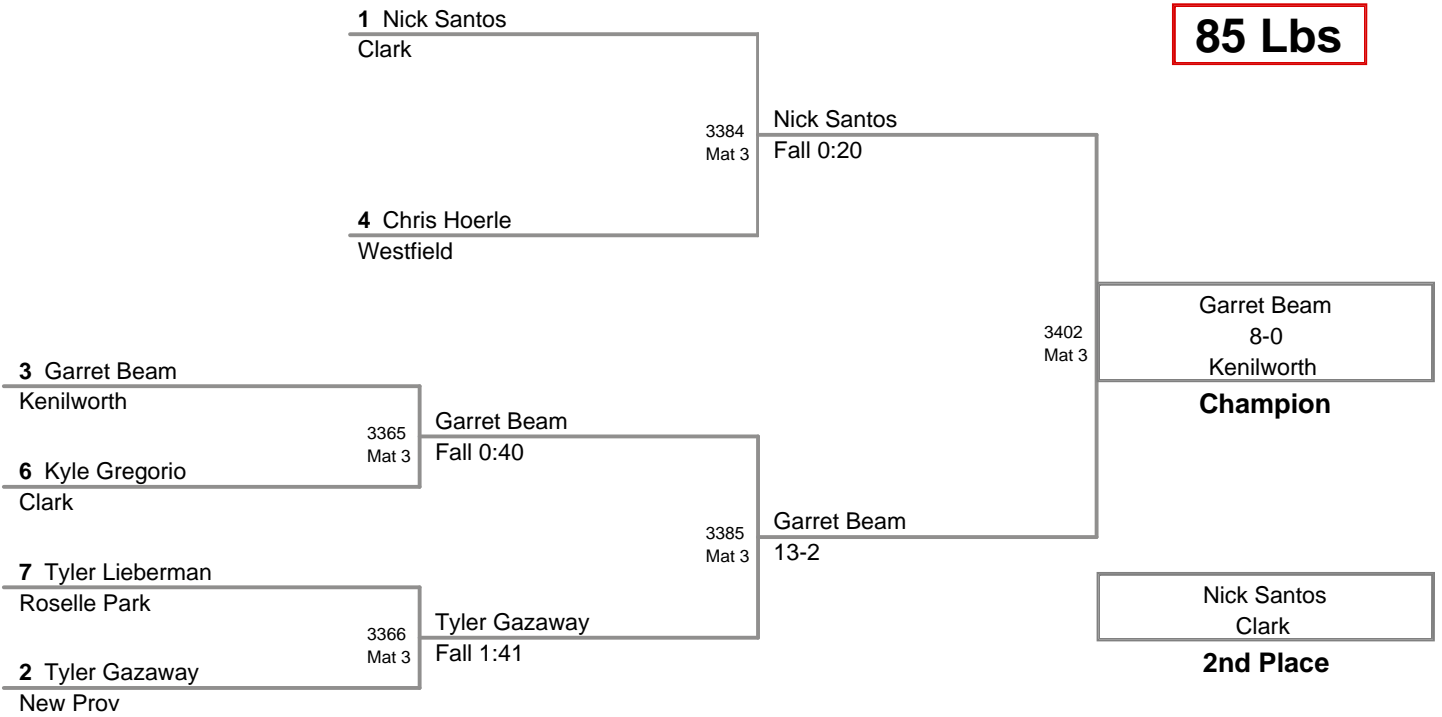 1 Nick Santos
Clark
85 Lbs
3384
Mat 3
Nick Santos
Fall 0:20
4 Chris Hoerle
Westfield
3402
Mat 3
Garret Beam
8-0
Kenilworth
Champion
3 Garret Beam
Kenilworth
3365
Mat 3
Garret Beam
Fall 0:40
6 Kyle Gregorio
Clark
3385
Mat 3
Garret Beam
13-2
7 Tyler Lieberman
Roselle Park
3366
Mat 3
Tyler Gazaway
Fall 1:41
2 Tyler Gazaway
New Prov
Nick Santos
Clark
2nd Place